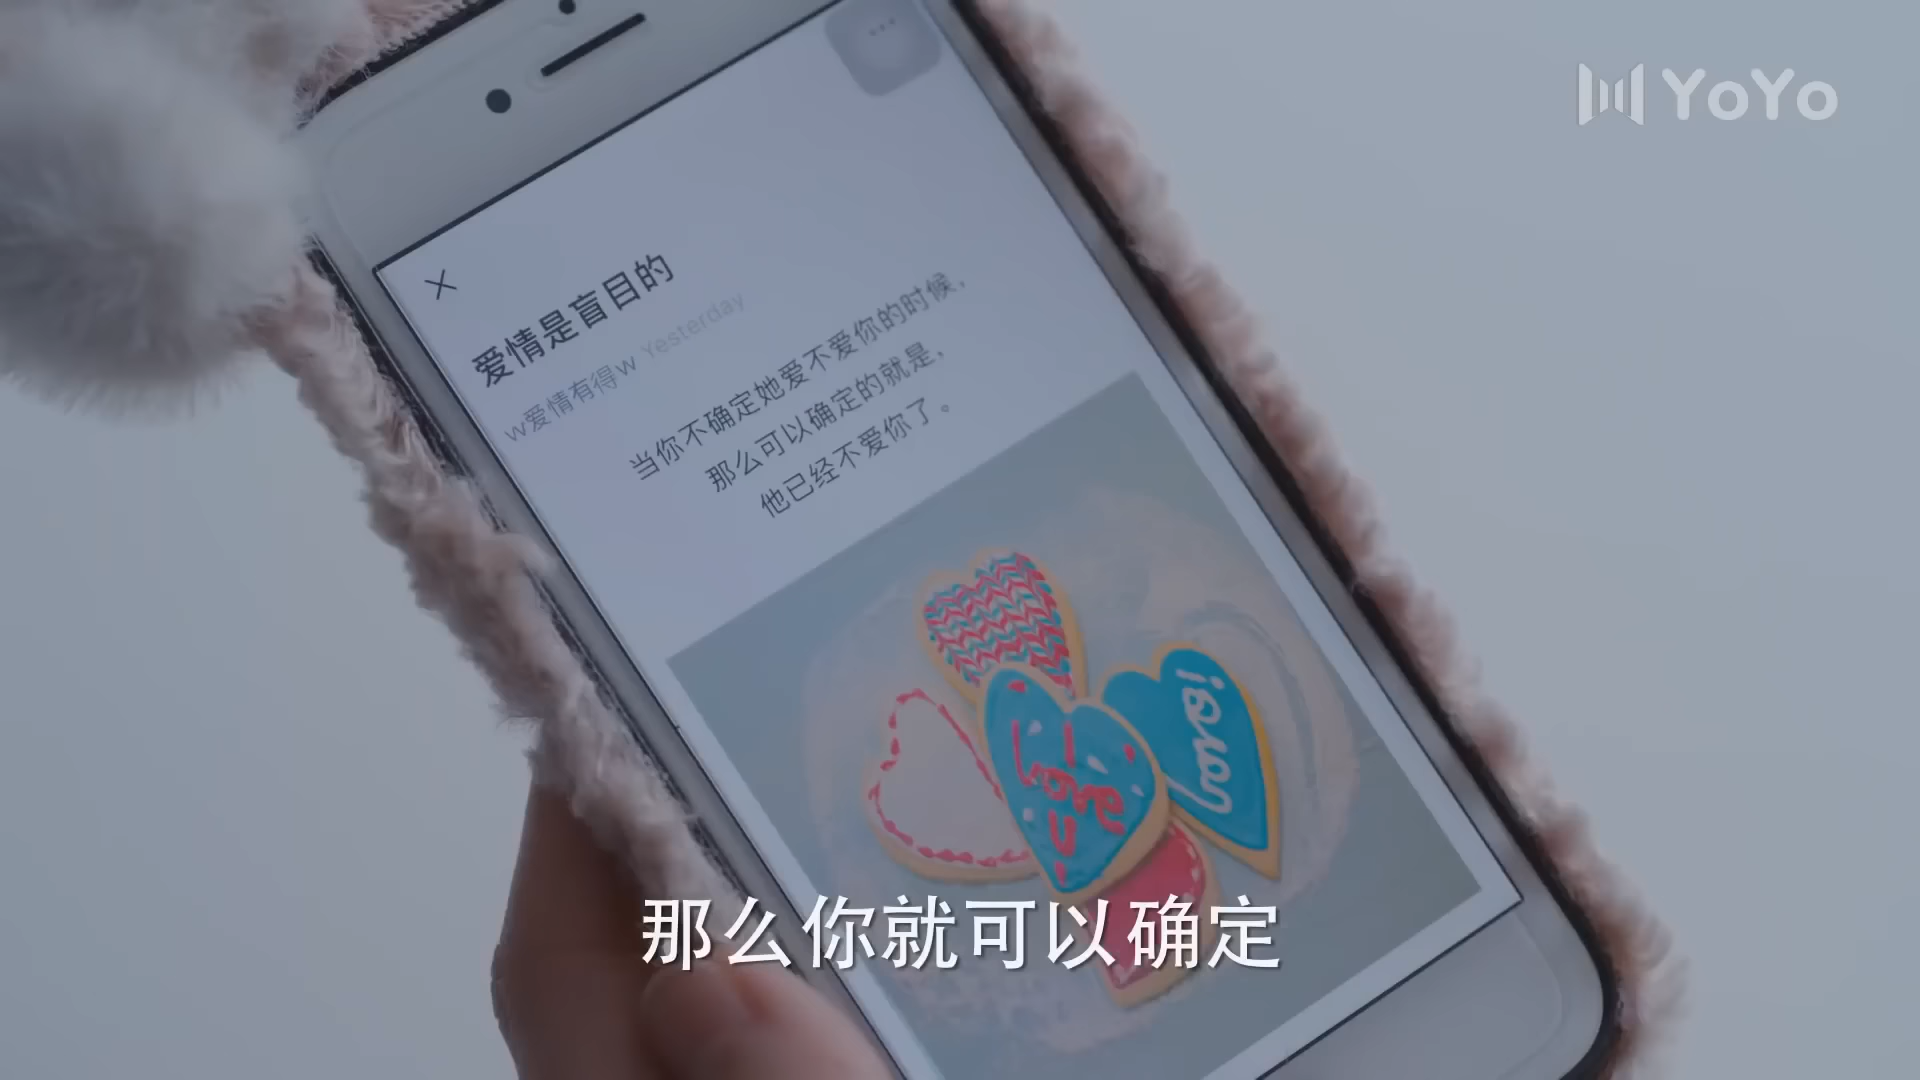 YoYo
爱情是盲目的
w爱情有得w Yesterday
当你不确定她爱不爱你的时候，
那么可以确定的就是，
他已经不爱你了。
I
Love
U
amoi
那么你就可以确定